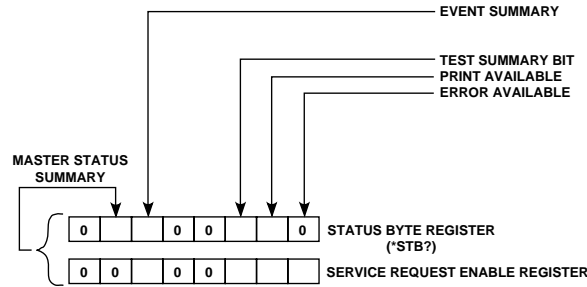 EVENT SUMMARY
TEST SUMMARY BIT
PRINT AVAILABLE
ERROR AVAILABLE
MASTER STATUS
SUMMARY
0 0 0 0
STATUS BYTE REGISTER
(*STB?)
0 0 0 0
SERVICE REQUEST ENABLE REGISTER